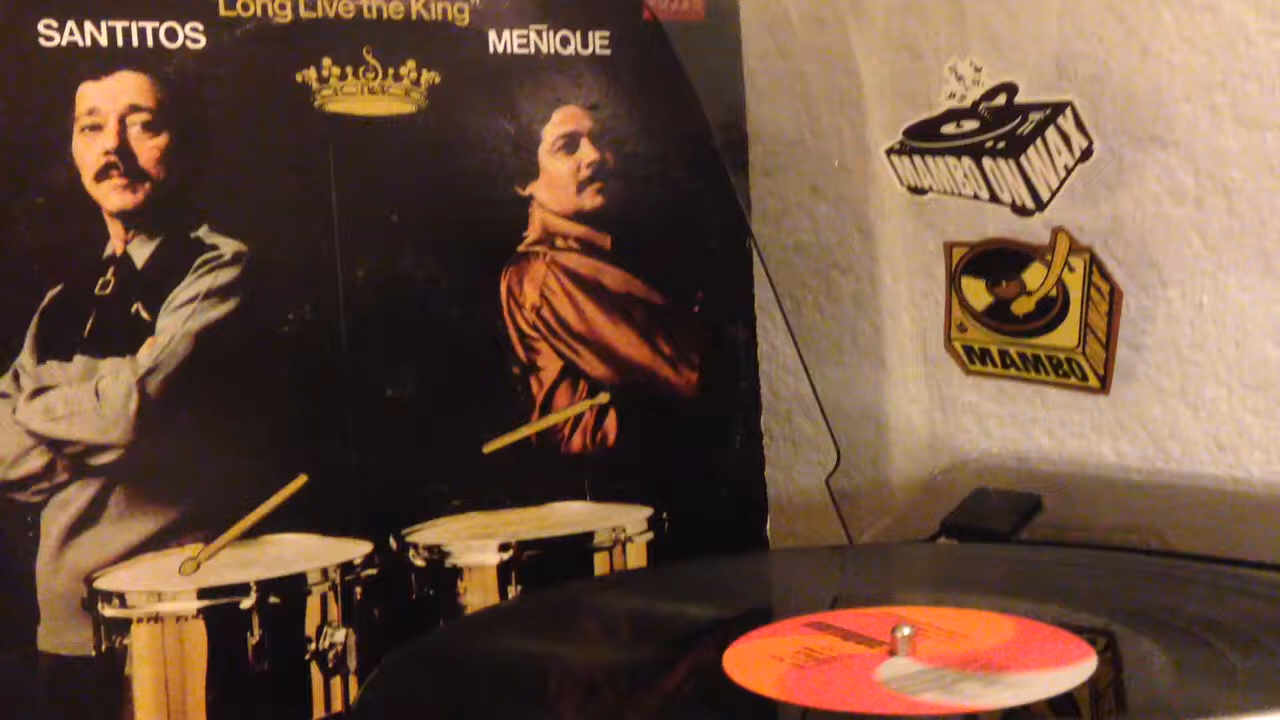 Long Live the King"
SANTITOS
MEÑIQUE
MAMBO ON WAX
MAMBO